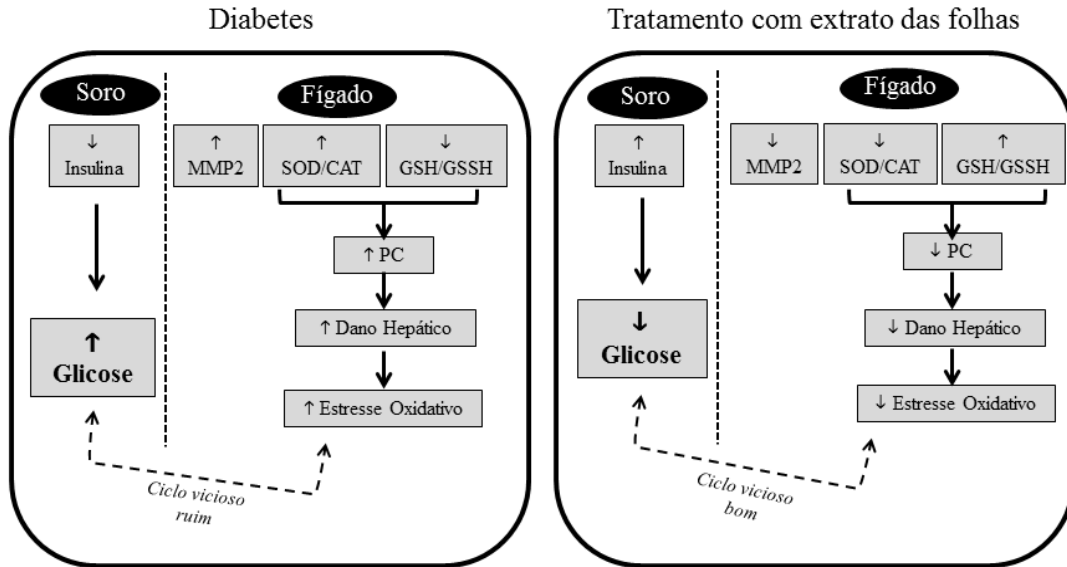 Diabetes
Soro
Fígado
↓
Insulina
↑
MMP2
↑
SOD/CAT
↓
GSH/GSSH
↑ PC
↑ Dano Hepático
↑
Glicose
↑ Estresse Oxidativo
Ciclo vicioso
ruim
Tratamento com extrato das folhas
Soro
Fígado
↑
Insulina
↓
MMP2
↓
SOD/CAT
↑
GSH/GSSH
↓ PC
↓ Dano Hepático
↓
Glicose
↓ Estresse Oxidativo
Ciclo vicioso
bom